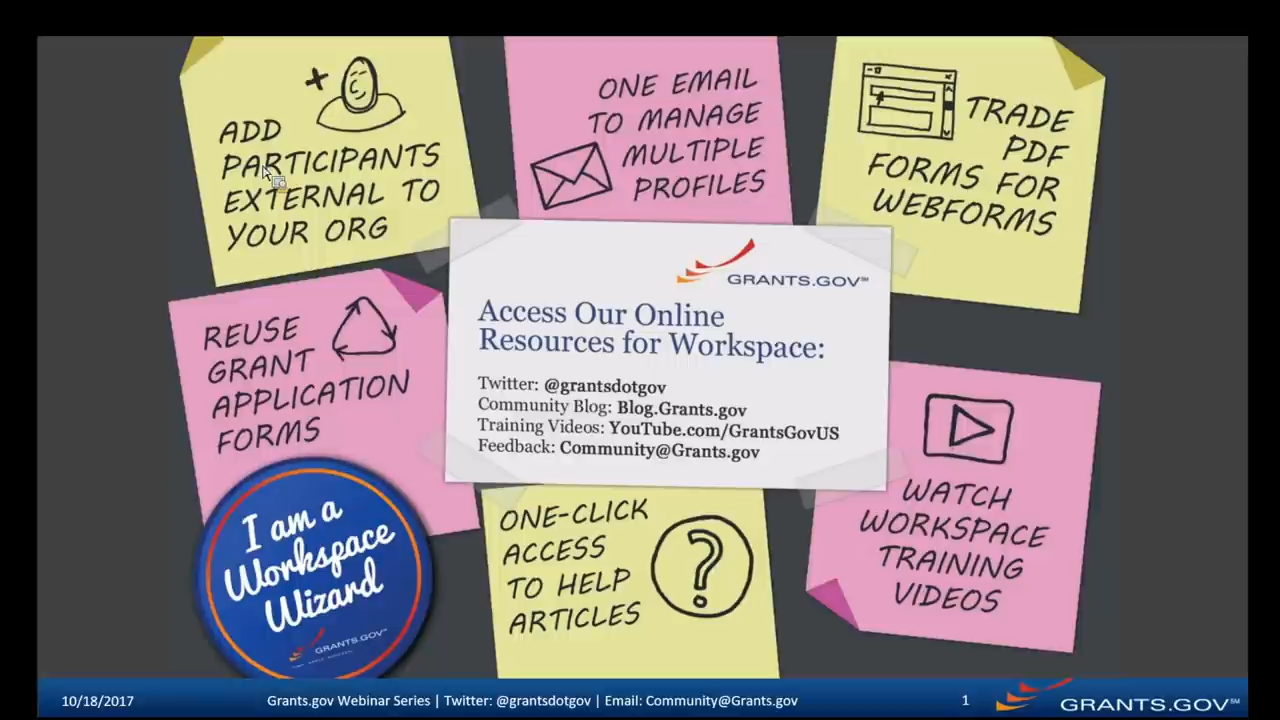 ADD
PARTICIPANTS
EXTERNAL TO
YOUR ORG
ONE EMAIL
TO MANAGE
MULTIPLE
PROFILES
TRADE
PDF
FORMS FOR
WEBFORMS
REUSE
GRANT
APPLICATION
FORMS
GRANTS.GOV℠
Access Our Online
Resources for Workspace:
Twitter: @grantsdotgov
Community Blog: Blog.Grants.gov
Training Videos: YouTube.com/GrantsGovUS
Feedback: Community@Grants.gov
I am a
Workspace
Wizard
GRANTS.GOV
ONE-CLICK
ACCESS
TO HELP
ARTICLES
?
WATCH
WORKSPACE
TRAINING
VIDEOS
10/18/2017
Grants.gov Webinar Series | Twitter: @grantsdotgov | Email: Community@Grants.gov
1
GRANTS.GOV℠